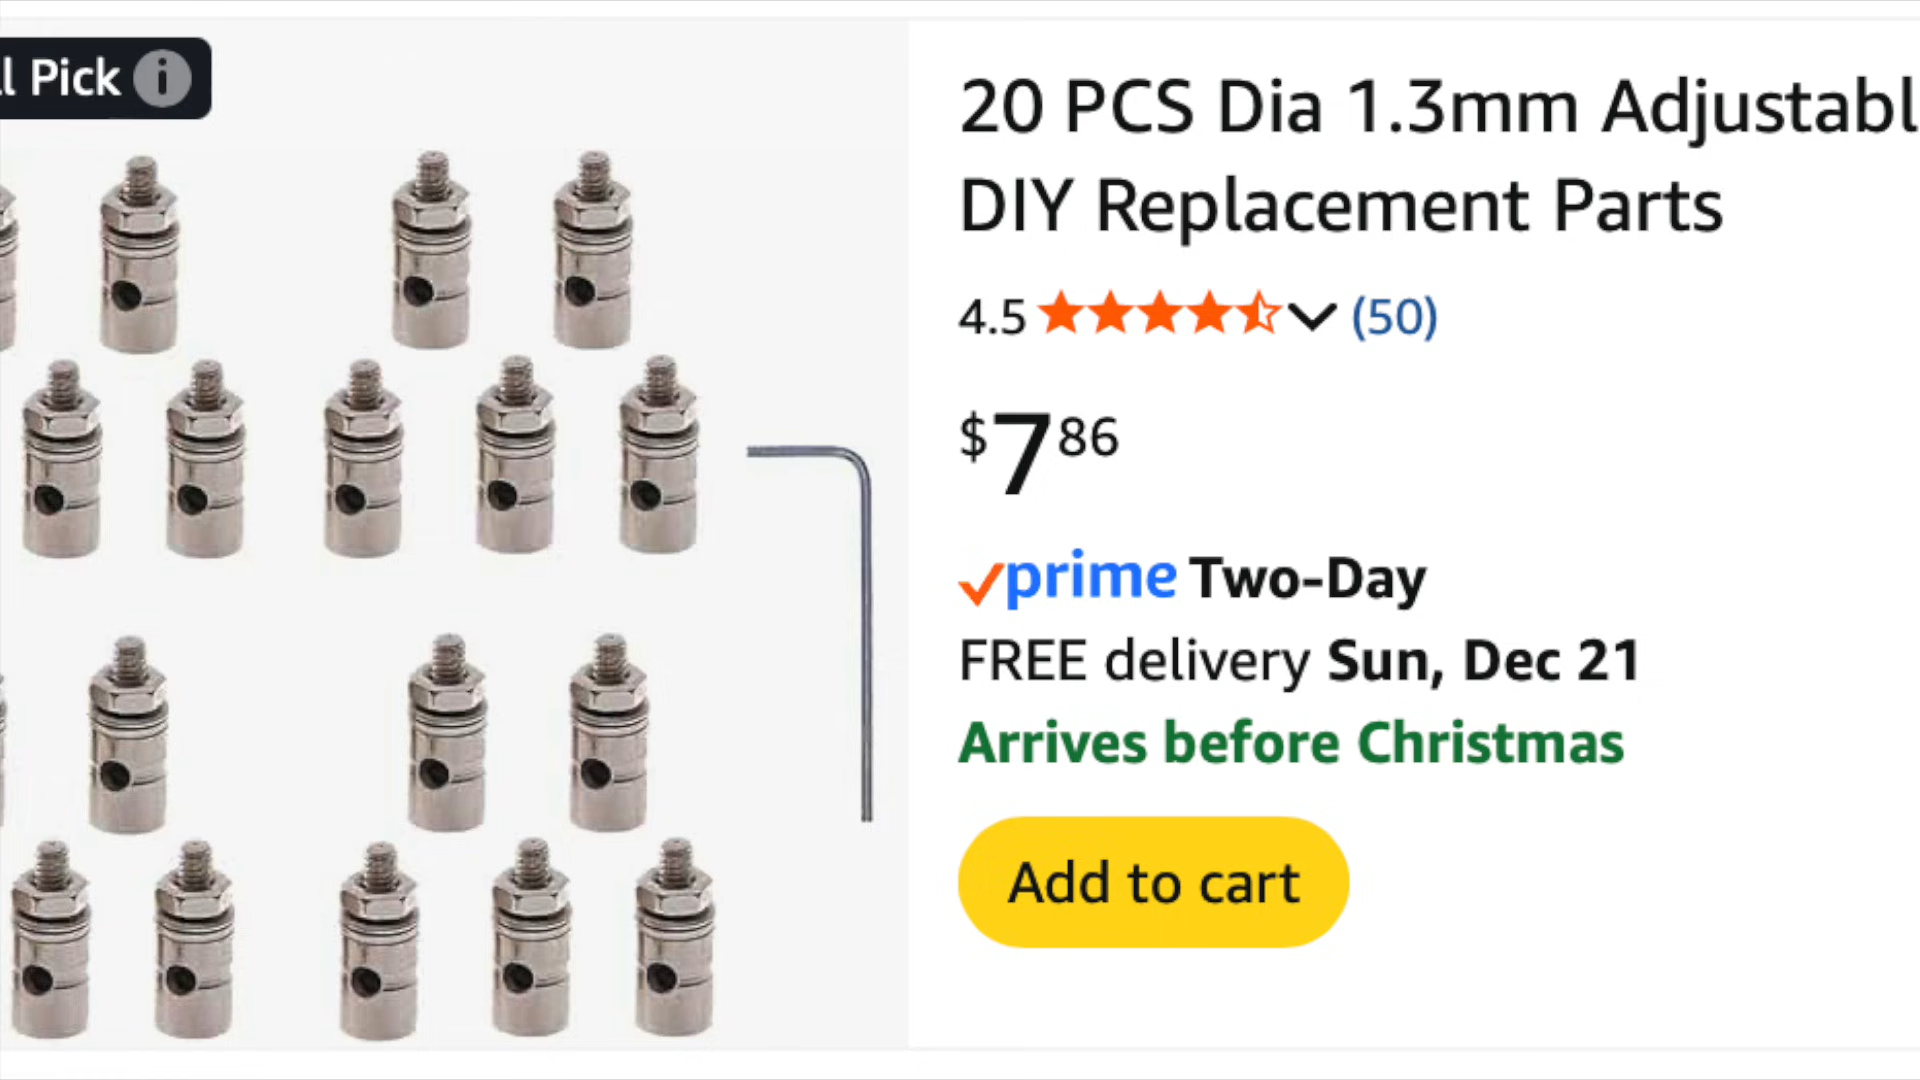 Pick
20 PCS Dia 1.3mm Adjustabl
DIY Replacement Parts
4.5 (50)
$7 86
prime Two-Day
FREE delivery Sun, Dec 21
Arrives before Christmas
Add to cart